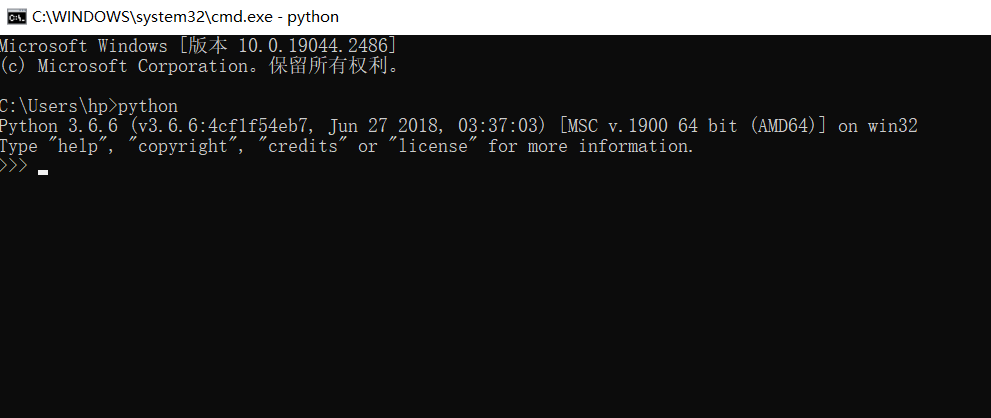 C:\WINDOWS\system32\cmd.exe - python
Microsoft Windows [版本 10.0.19044.2486]
(c) Microsoft Corporation。保留所有权利。
C:\Users\hp>python
Python 3.6.6 (v3.6.6:4cf1f54eb7, Jun 27 2018, 03:37:03) [MSC v.1900 64 bit (AMD64)] on win32
Type "help", "copyright", "credits" or "license" for more information.
>>>